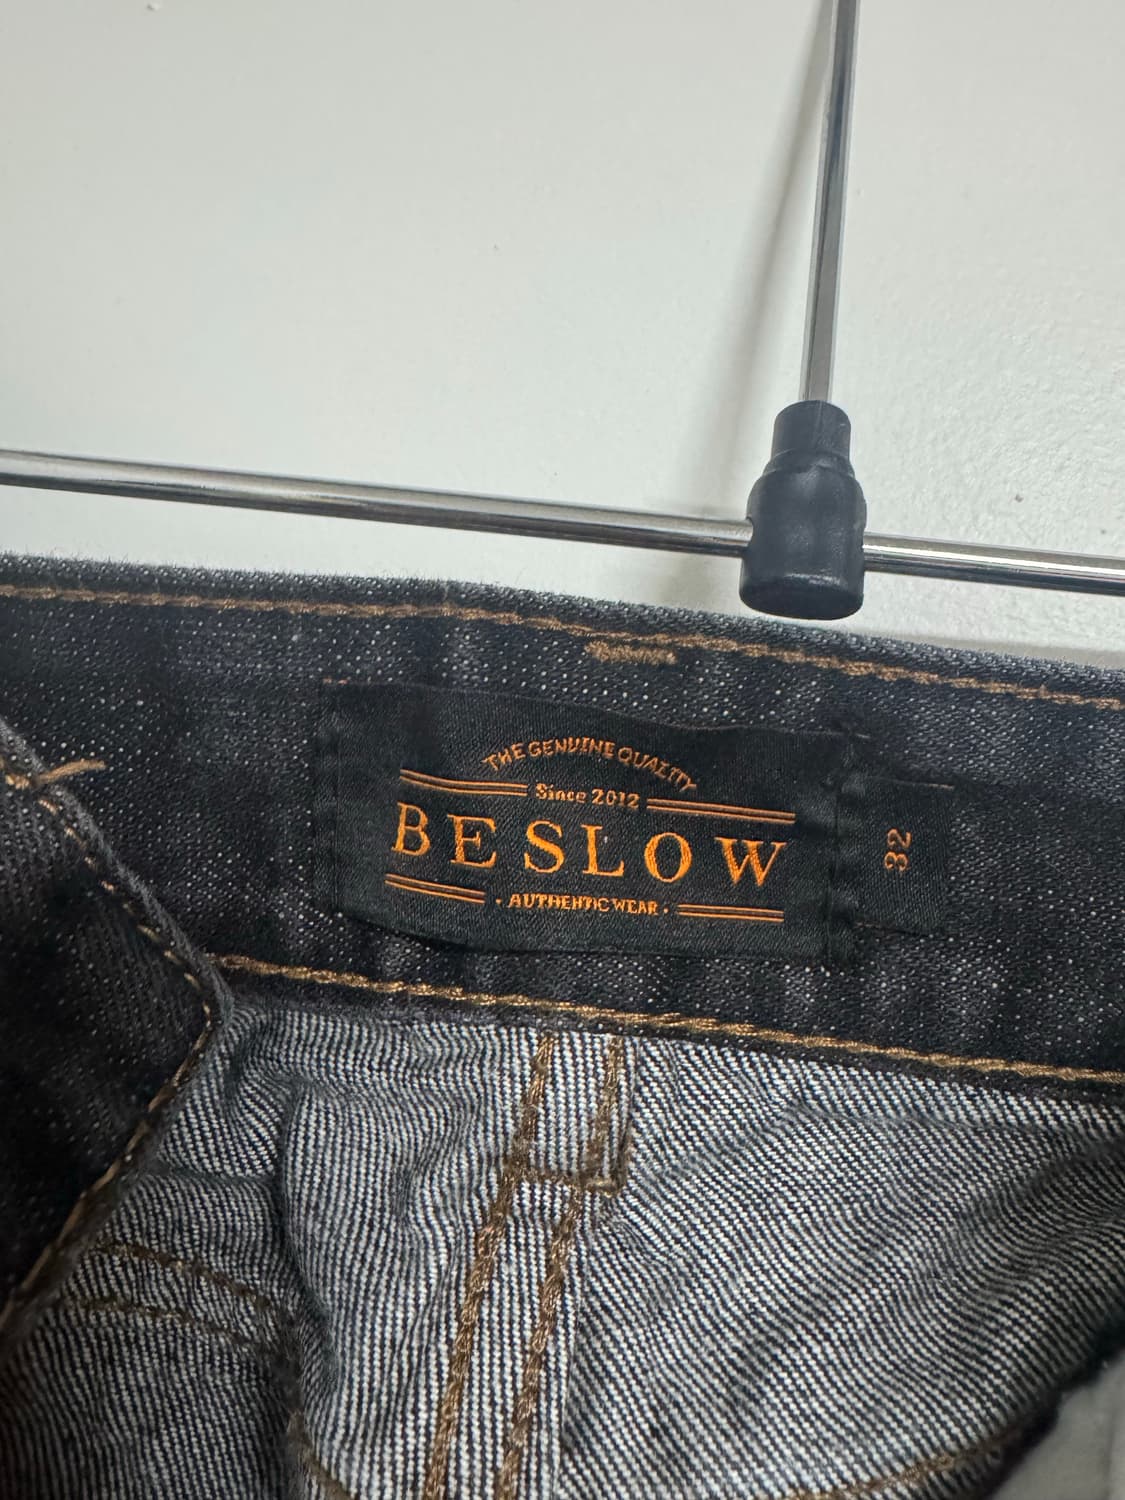 THE GENUINE QUALITY
Since 2012
BESLOW
· AUTHENTIC WEAR ·
32